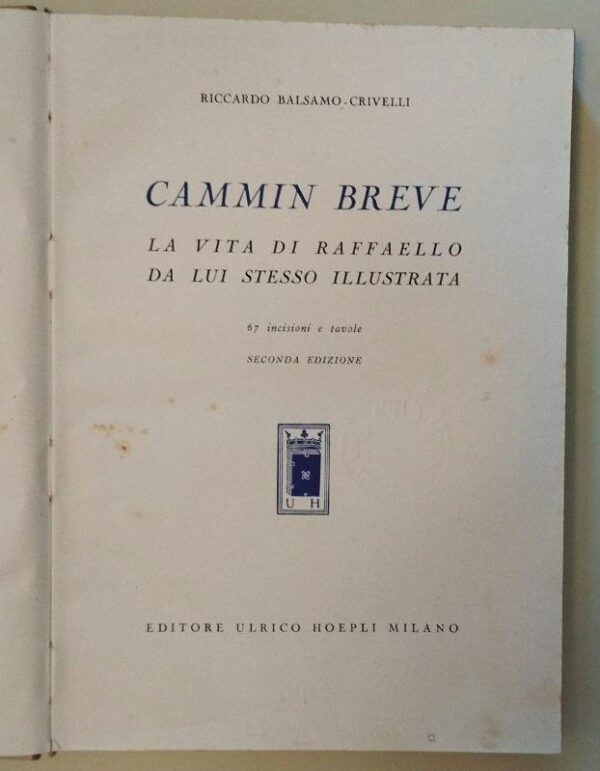 RICCARDO BALSAMO-CRIVELLI
CAMMIN BREVE
LA VITA DI RAFFAELLO
DA LUI STESSO ILLUSTRATA
67 incisioni e tavole
SECONDA EDIZIONE
U H
EDITORE ULRICO HOEPLI MILANO